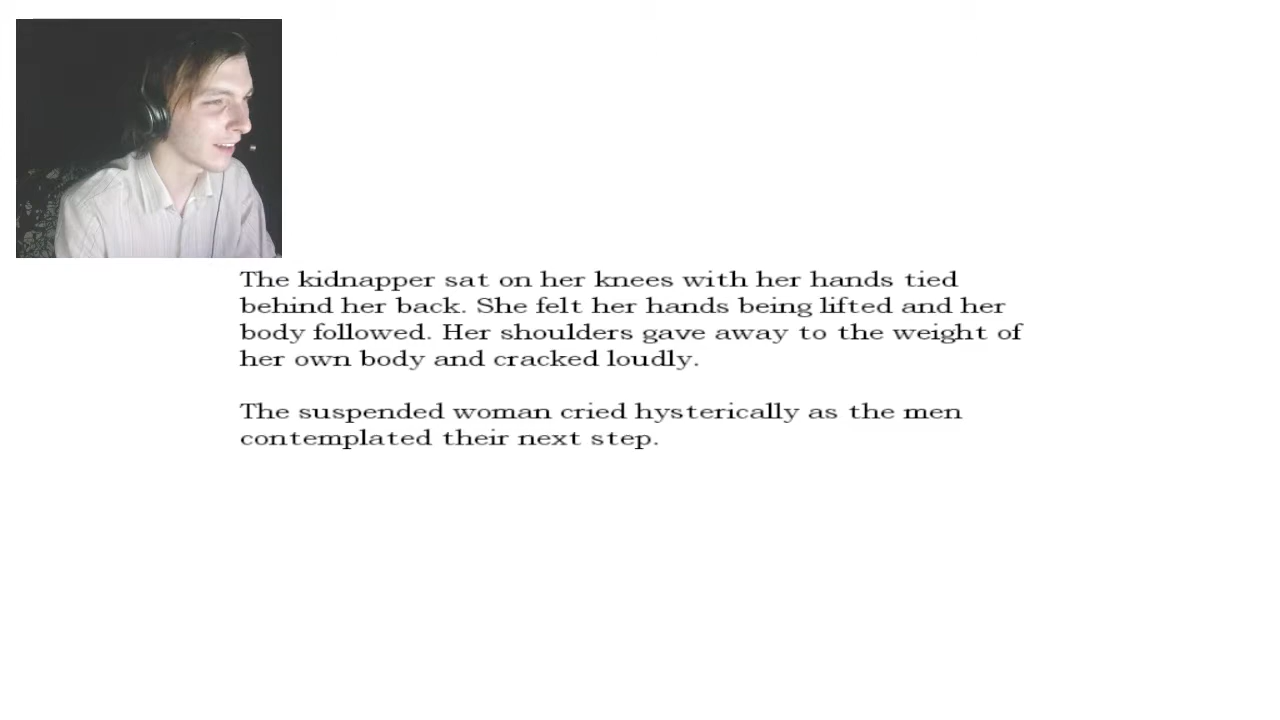 The kidnapper sat on her knees with her hands tied
behind her back. She felt her hands being lifted and her
body followed. Her shoulders gave away to the weight of
her own body and cracked loudly.
The suspended woman cried hysterically as the men
contemplated their next step.